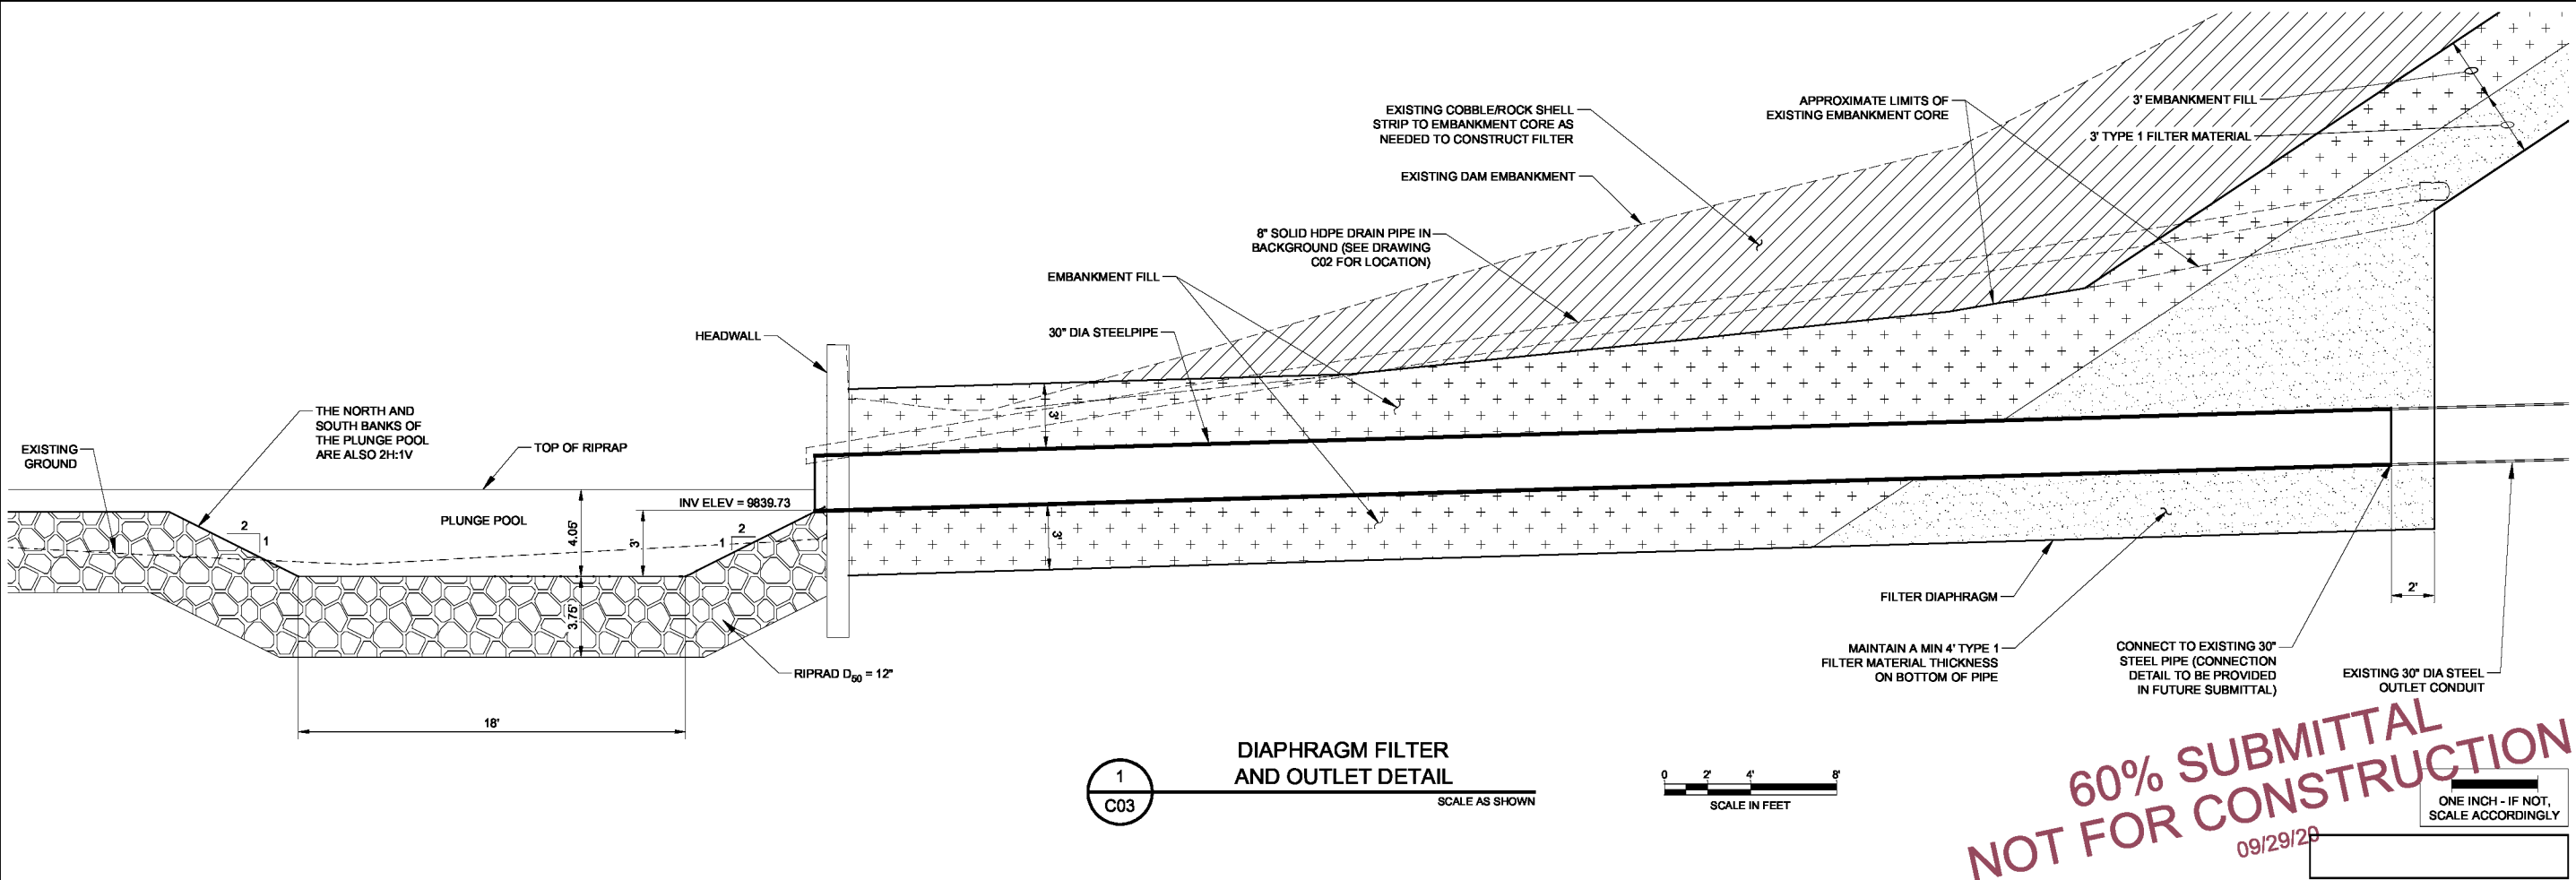 EXISTING COBBLE/ROCK SHELL
STRIP TO EMBANKMENT CORE AS
NEEDED TO CONSTRUCT FILTER
APPROXIMATE LIMITS OF
EXISTING EMBANKMENT CORE
3' EMBANKMENT FILL
3' TYPE 1 FILTER MATERIAL
EXISTING DAM EMBANKMENT
8" SOLID HDPE DRAIN PIPE IN
BACKGROUND (SEE DRAWING
C02 FOR LOCATION)
EMBANKMENT FILL
30" DIA STEELPIPE
HEADWALL
THE NORTH AND
SOUTH BANKS OF
THE PLUNGE POOL
ARE ALSO 2H:1V
EXISTING
GROUND
TOP OF RIPRAP
INV ELEV = 9839.73
PLUNGE POOL
2
1
2
1
4.05'
3'
3'
3'
3.75'
18'
RIPRAD D50 = 12"
FILTER DIAPHRAGM
2'
MAINTAIN A MIN 4' TYPE 1
FILTER MATERIAL THICKNESS
ON BOTTOM OF PIPE
CONNECT TO EXISTING 30"
STEEL PIPE (CONNECTION
DETAIL TO BE PROVIDED
IN FUTURE SUBMITTAL)
EXISTING 30" DIA STEEL
OUTLET CONDUIT
1
C03
DIAPHRAGM FILTER
AND OUTLET DETAIL
SCALE AS SHOWN
0 2' 4' 8'
SCALE IN FEET
60% SUBMITTAL
NOT FOR CONSTRUCTION
09/29/20
ONE INCH - IF NOT,
SCALE ACCORDINGLY